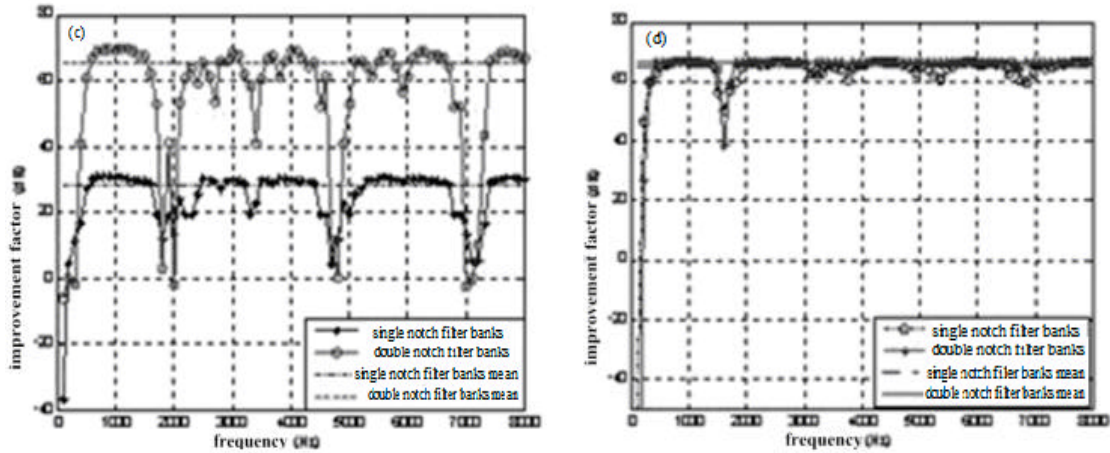 (c)
80
60
40
20
0
-20
-40
improvement factor
single notch filter banks
double notch filter banks
single notch filter banks mean
double notch filter banks mean
0 1000 2000 3000 4000 5000 6000 7000 8000
frequency (Hz)
(d)
80
60
40
20
0
-20
-40
improvement factor
single notch filter banks
double notch filter banks
single notch filter banks mean
double notch filter banks mean
0 1000 2000 3000 4000 5000 6000 7000 8000
frequency (Hz)